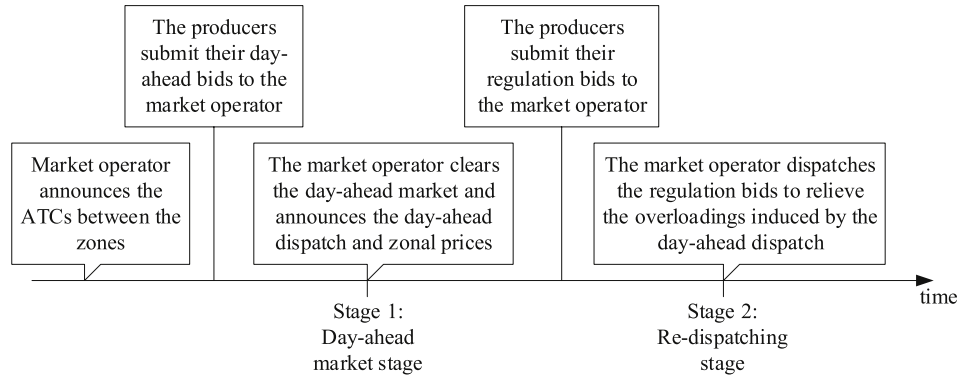 The producers
submit their day-
ahead bids to the
market operator
The producers
submit their
regulation bids to
the market operator
Market operator
announces the
ATCs between the
zones
The market operator clears
the day-ahead market and
announces the day-ahead
dispatch and zonal prices
The market operator dispatches
the regulation bids to relieve
the overloadings induced by the
day-ahead dispatch
time
Stage 1:
Day-ahead
market stage
Stage 2:
Re-dispatching
stage